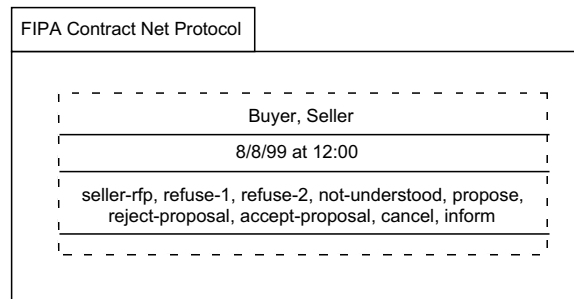 FIPA Contract Net Protocol
Buyer, Seller
8/8/99 at 12:00
seller-rfp, refuse-1, refuse-2, not-understood, propose,
reject-proposal, accept-proposal, cancel, inform